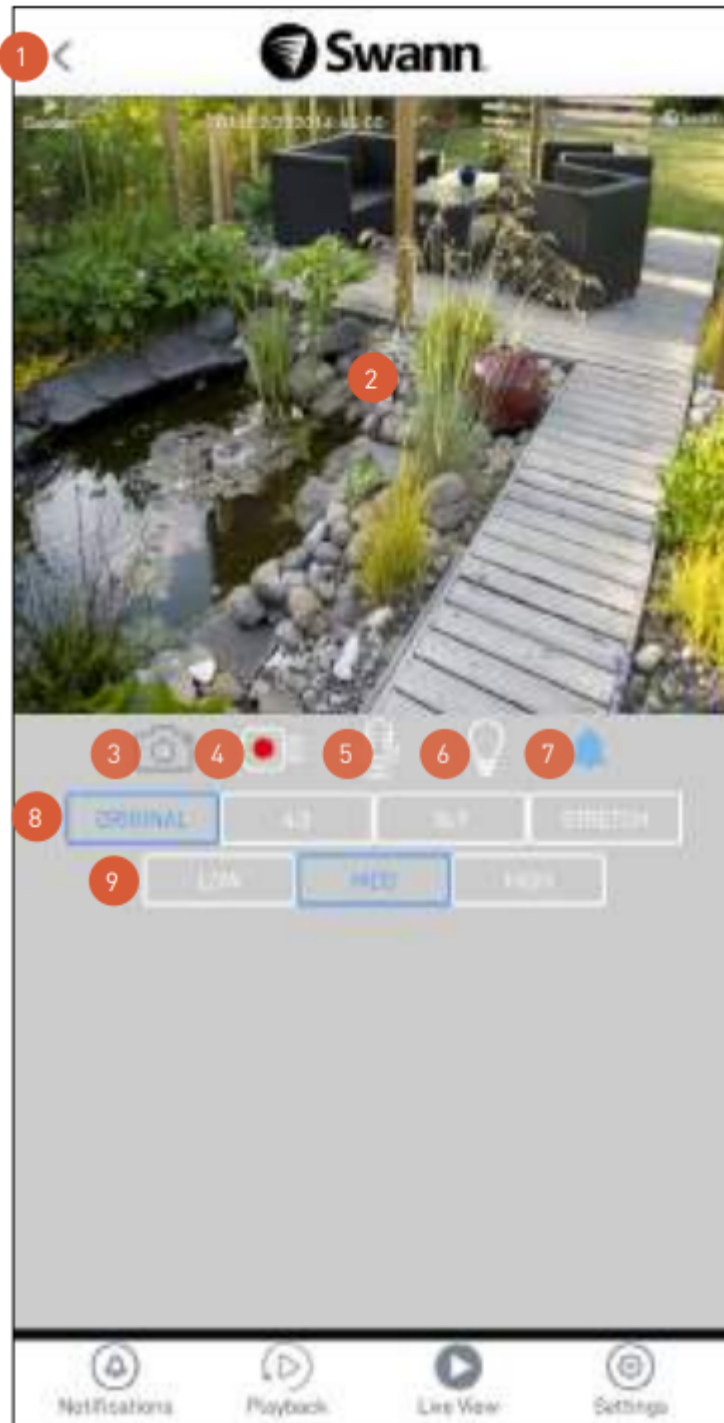 1
Swann
2
3 4 5 6 7
8 ORIGINAL 4:3 16:9 STRETCH
9 LOW MED HIGH
Notifications Playback Live View Settings